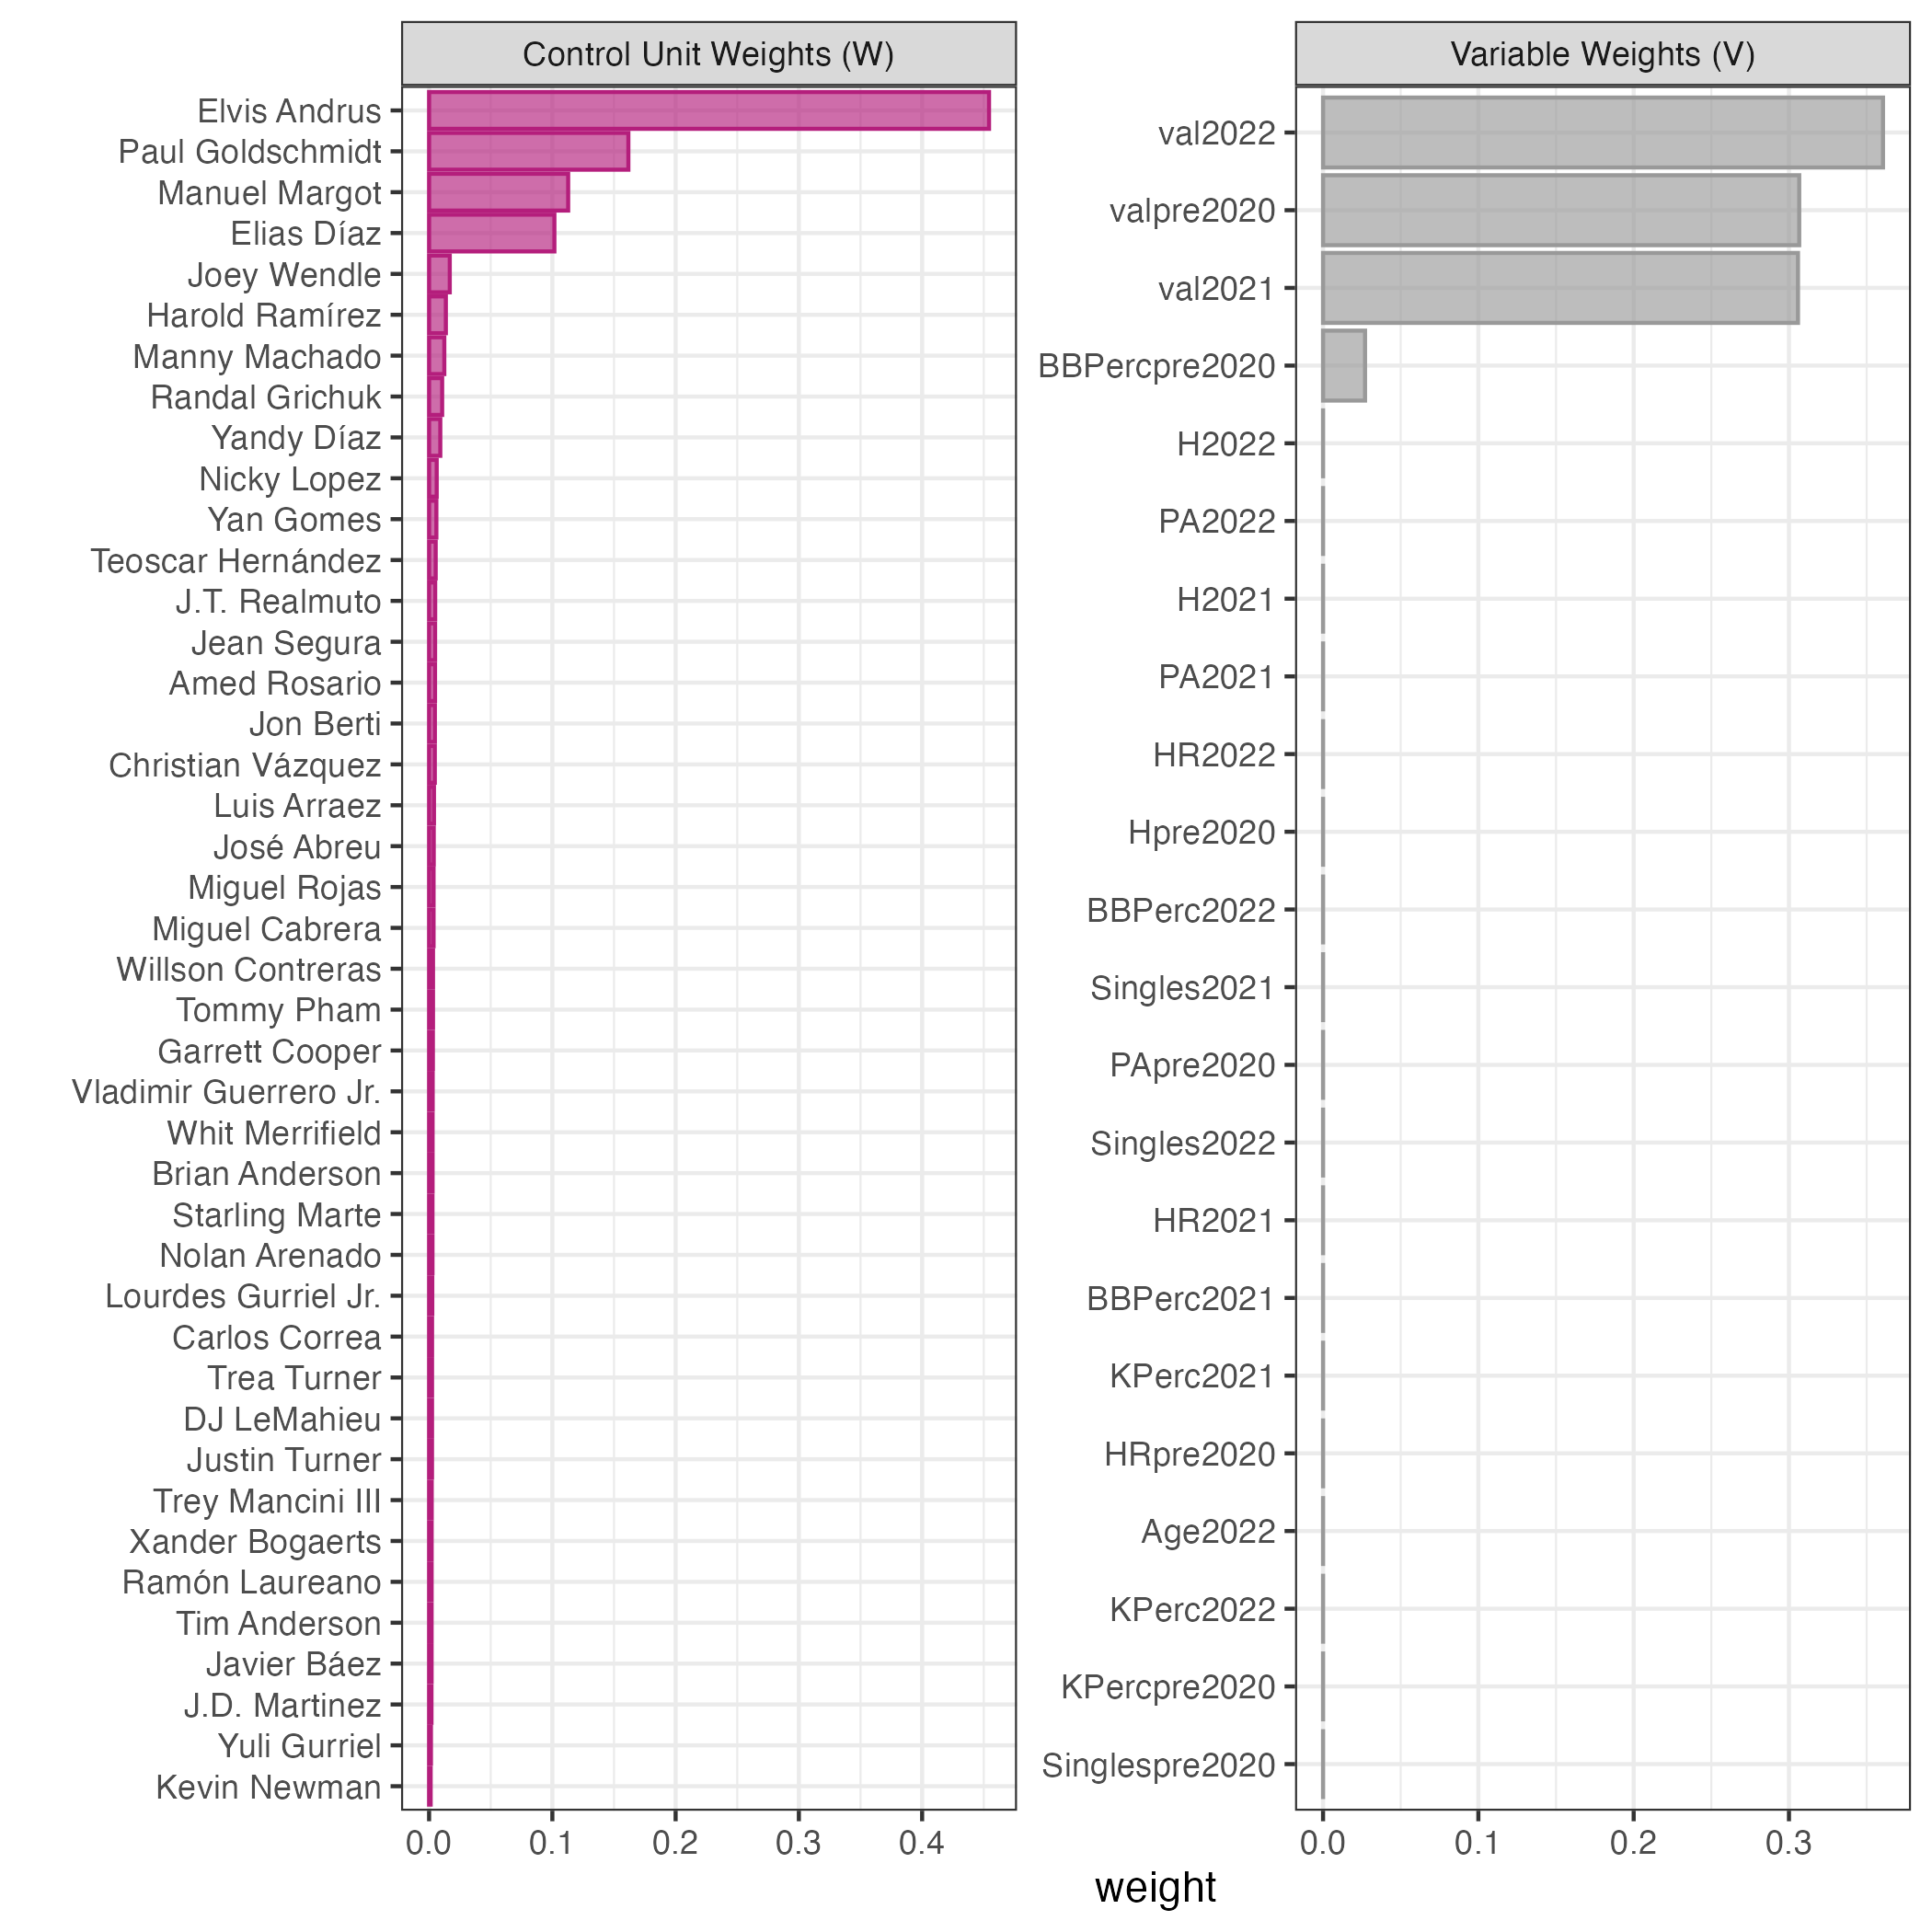 Control Unit Weights (W)
Elvis Andrus
Paul Goldschmidt
Manuel Margot
Elias Díaz
Joey Wendle
Harold Ramírez
Manny Machado
Randal Grichuk
Yandy Díaz
Nicky Lopez
Yan Gomes
Teoscar Hernández
J.T. Realmuto
Jean Segura
Amed Rosario
Jon Berti
Christian Vázquez
Luis Arraez
José Abreu
Miguel Rojas
Miguel Cabrera
Willson Contreras
Tommy Pham
Garrett Cooper
Vladimir Guerrero Jr.
Whit Merrifield
Brian Anderson
Starling Marte
Nolan Arenado
Lourdes Gurriel Jr.
Carlos Correa
Trea Turner
DJ LeMahieu
Justin Turner
Trey Mancini III
Xander Bogaerts
Ramón Laureano
Tim Anderson
Javier Báez
J.D. Martinez
Yuli Gurriel
Kevin Newman
0.0 0.1 0.2 0.3 0.4
Variable Weights (V)
val2022
valpre2020
val2021
BBPercpre2020
H2022
PA2022
H2021
PA2021
HR2022
Hpre2020
BBPerc2022
Singles2021
PApre2020
Singles2022
HR2021
BBPerc2021
KPerc2021
HRpre2020
Age2022
KPerc2022
KPercpre2020
Singlespre2020
0.0 0.1 0.2 0.3
weight